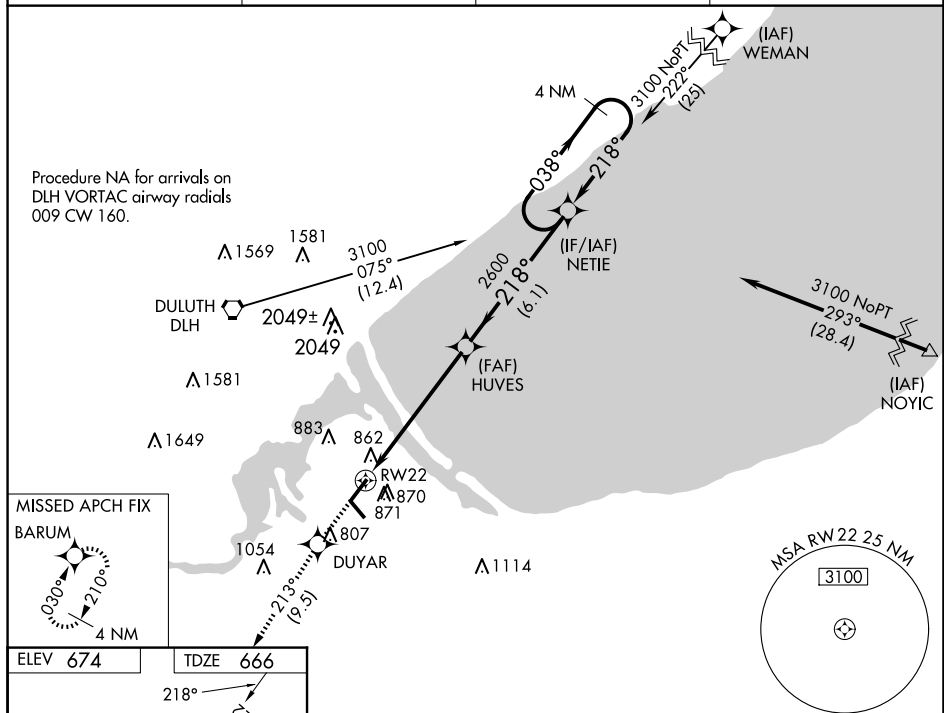 (IAF)
WEMAN
3100 NoPT
222°
(25)
4 NM
038°
218°
Procedure NA for arrivals on
DLH VORTAC airway radials
009 CW 160.
(IF/IAF)
NETIE
1569
1581
3100
075°
(12.4)
2600
218°
(6.1)
DULUTH
DLH
2049±
2049
3100 NoPT
293°
(28.4)
(IAF)
NOYIC
(FAF)
HUVES
1581
1649
883
862
RW22
870
871
MISSED APCH FIX
BARUM
030°
210°
4 NM
807
1054
DUYAR
1114
213°
(9.5)
MSA RW 22 25 NM
3100
ELEV 674
TDZE 666
218°